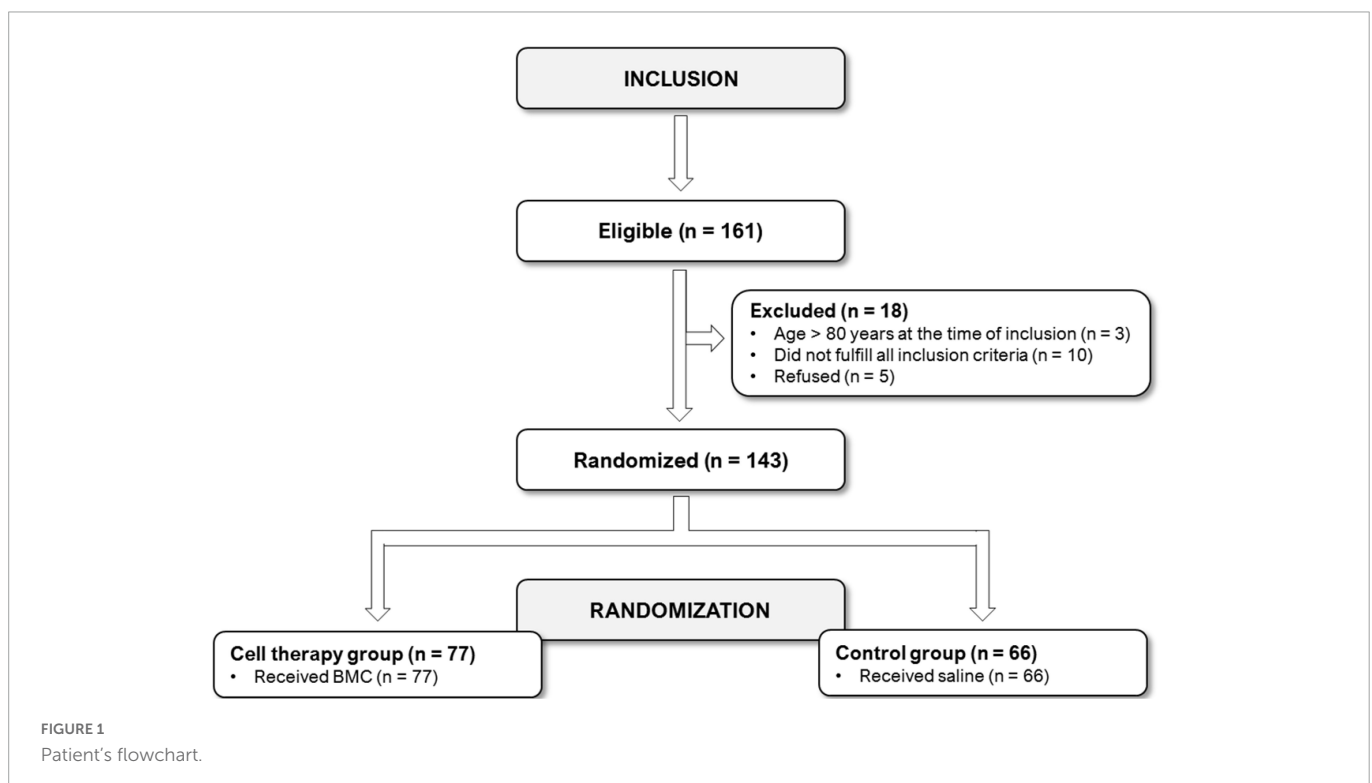 INCLUSION
Eligible (n = 161)
Excluded (n = 18)
• Age > 80 years at the time of inclusion (n = 3)
• Did not fulfill all inclusion criteria (n = 10)
• Refused (n = 5)
Randomized (n = 143)
RANDOMIZATION
Cell therapy group (n = 77)
• Received BMC (n = 77)
Control group (n = 66)
• Received saline (n = 66)
FIGURE 1
Patient's flowchart.